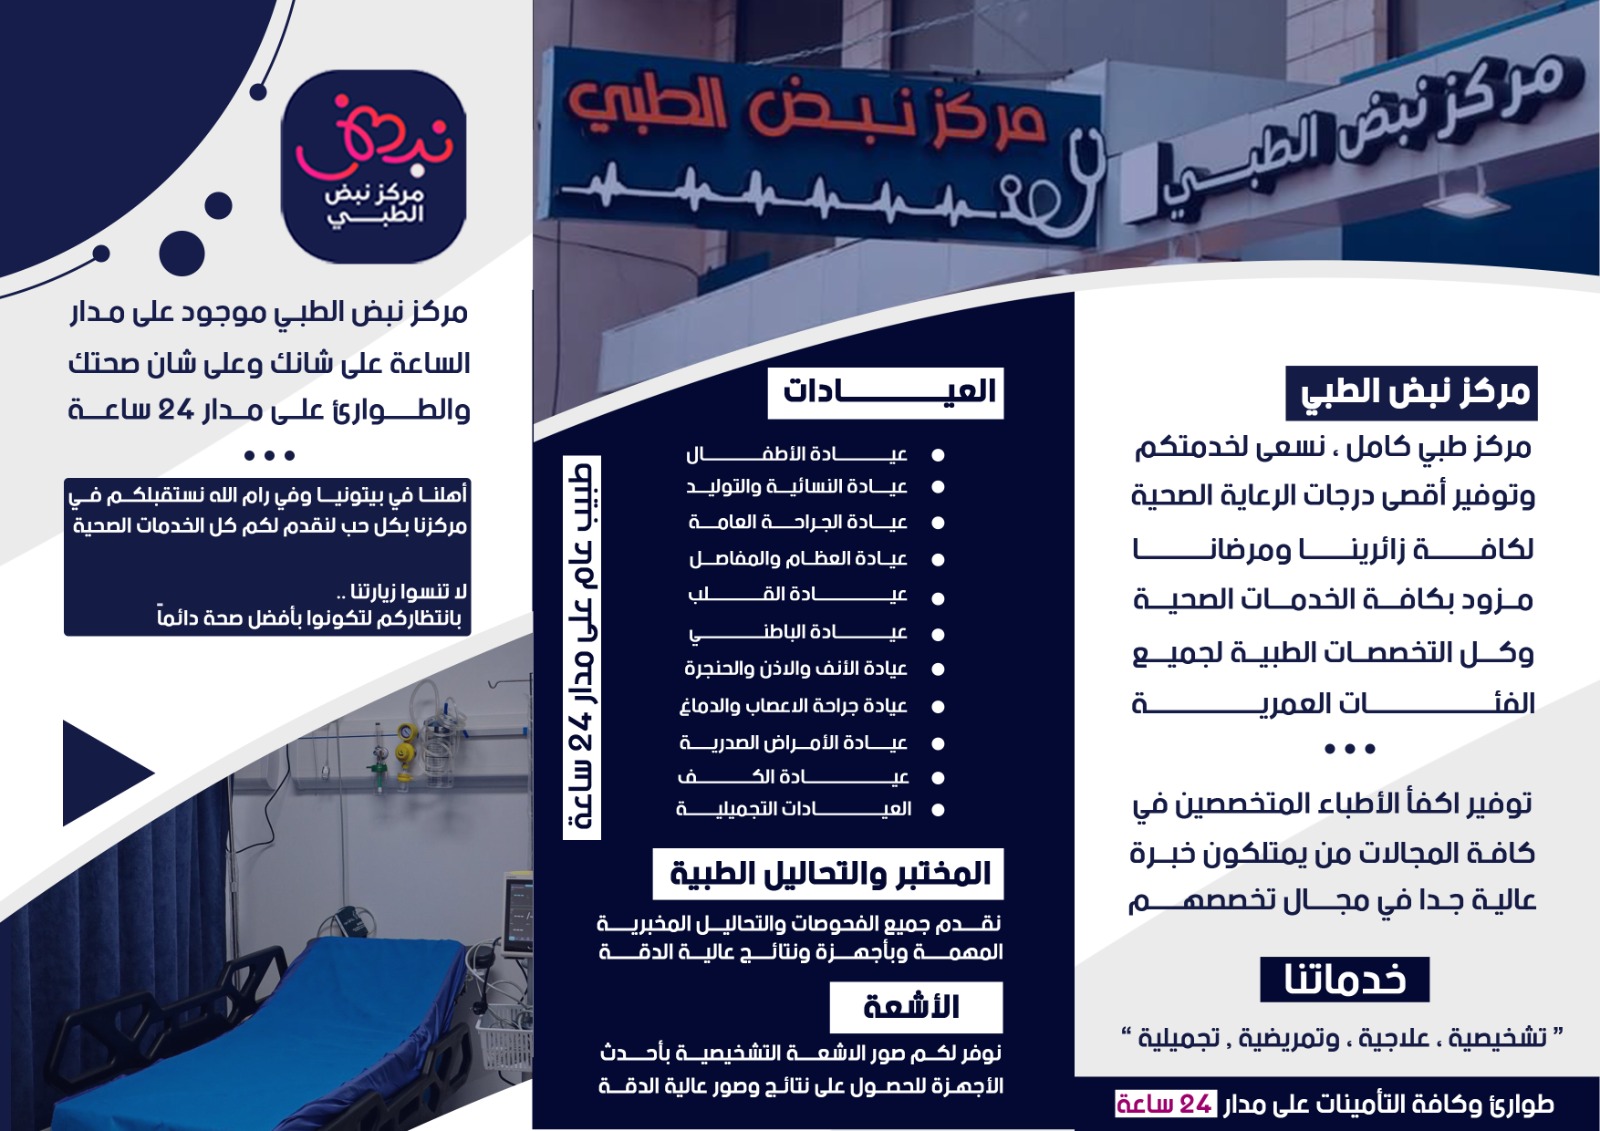 مركز نبض الطبي
مركز نبض الطبي
مركز نبض الطبي
مركز طبي كامل ، نسعى لخدمتكم
وتوفير أقصى درجات الرعاية الصحية
لكافة زائرينا ومرضانا
مزود بكافة الخدمات الصحية
وكل التخصصات الطبية لجميع
الفئات العمرية
توفير اكفأ الأطباء المتخصصين في
كافة المجالات من يمتلكون خبرة
عالية جدا في مجال تخصصهم
خدماتنا
” تشخيصية ، علاجية ، وتمريضية , تجميلية “
طوارئ وكافة التأمينات على مدار 24 ساعة
العيادات
عيادة الأطفال
عيادة النسائية والتوليد
عيادة الجراحة العامة
عيادة العظام والمفاصل
عيادة القلب
عيادة الباطني
عيادة الأنف والاذن والحنجرة
عيادة جراحة الاعصاب والدماغ
عيادة الأمراض الصدرية
عيادة الكف
العيادات التجميلية
طبيب عام على مدار 24 ساعة
المختبر والتحاليل الطبية
نقدم جميع الفحوصات والتحاليل المخبرية
المهمة وبأجهزة ونتائج عالية الدقة
الأشعة
نوفر لكم صور الاشعة التشخيصية بأحدث
الأجهزة للحصول على نتائج وصور عالية الدقة
نبض
مركز نبض
الطبي
مركز نبض الطبي موجود على مدار
الساعة على شانك وعلى شان صحتك
والطوارئ على مدار 24 ساعة
أهلنا في بيتونيا وفي رام الله نستقبلكم في
مركزنا بكل حب لنقدم لكم كل الخدمات الصحية
لا تنسوا زيارتنا ..
بانتظاركم لتكونوا بأفضل صحة دائماً